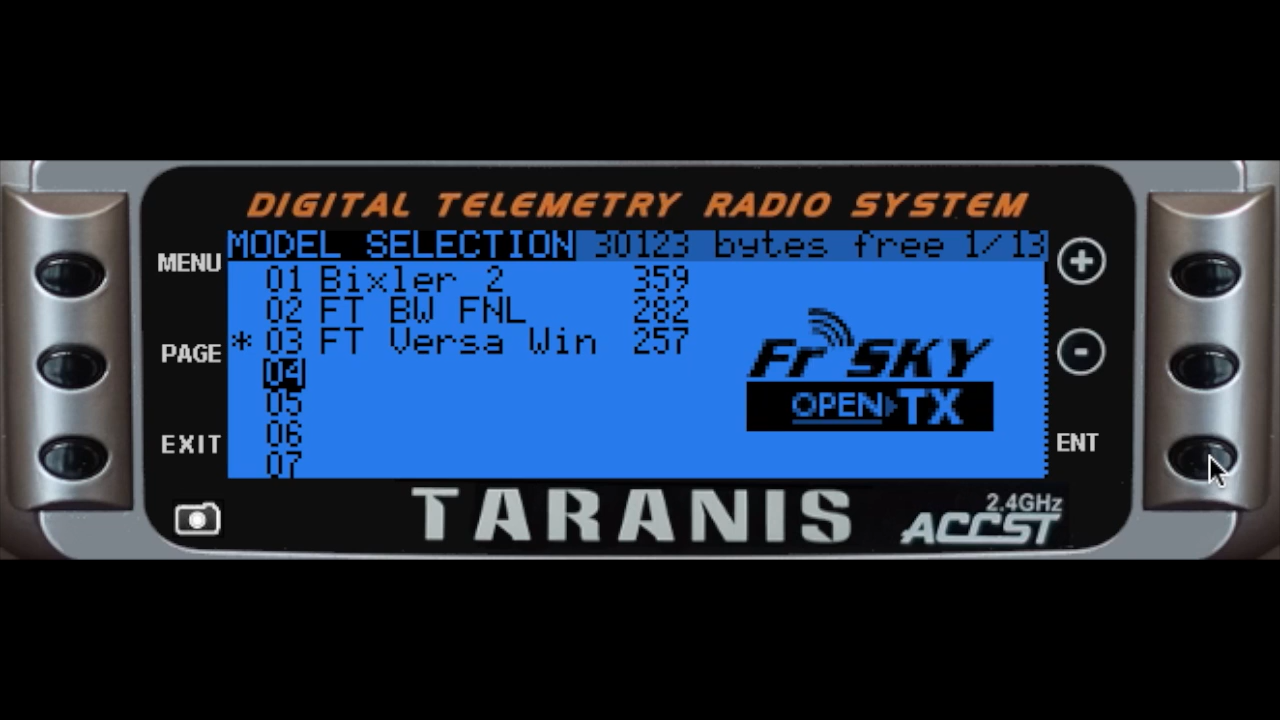 DIGITAL TELEMETRY RADIO SYSTEM
MODEL SELECTION 30123 bytes free 1/13
MENU
01 Bixler 2 359
02 FT BW FNL 282
* 03 FT Versa Win 257
PAGE
04
05
06
07
EXIT
Fr SKY
OPEN TX
+
-
ENT
TARANIS
2.4GHz
ACCST